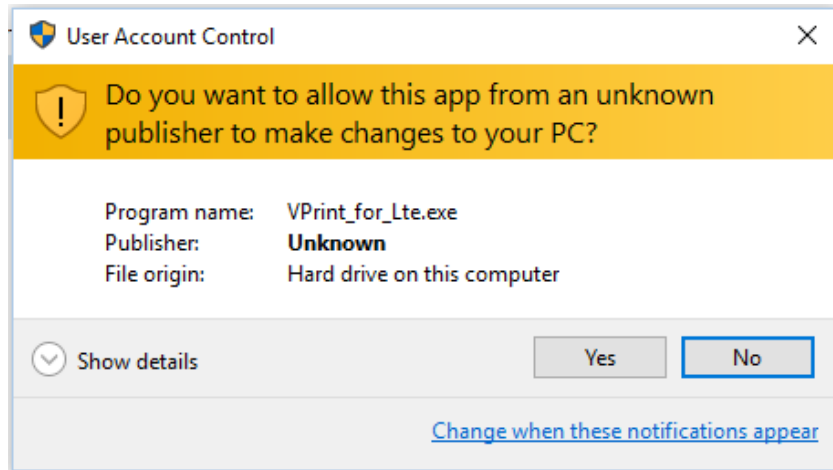 User Account Control
Do you want to allow this app from an unknown
publisher to make changes to your PC?
Program name: VPrint_for_Lte.exe
Publisher: Unknown
File origin: Hard drive on this computer
Show details
Yes
No
Change when these notifications appear